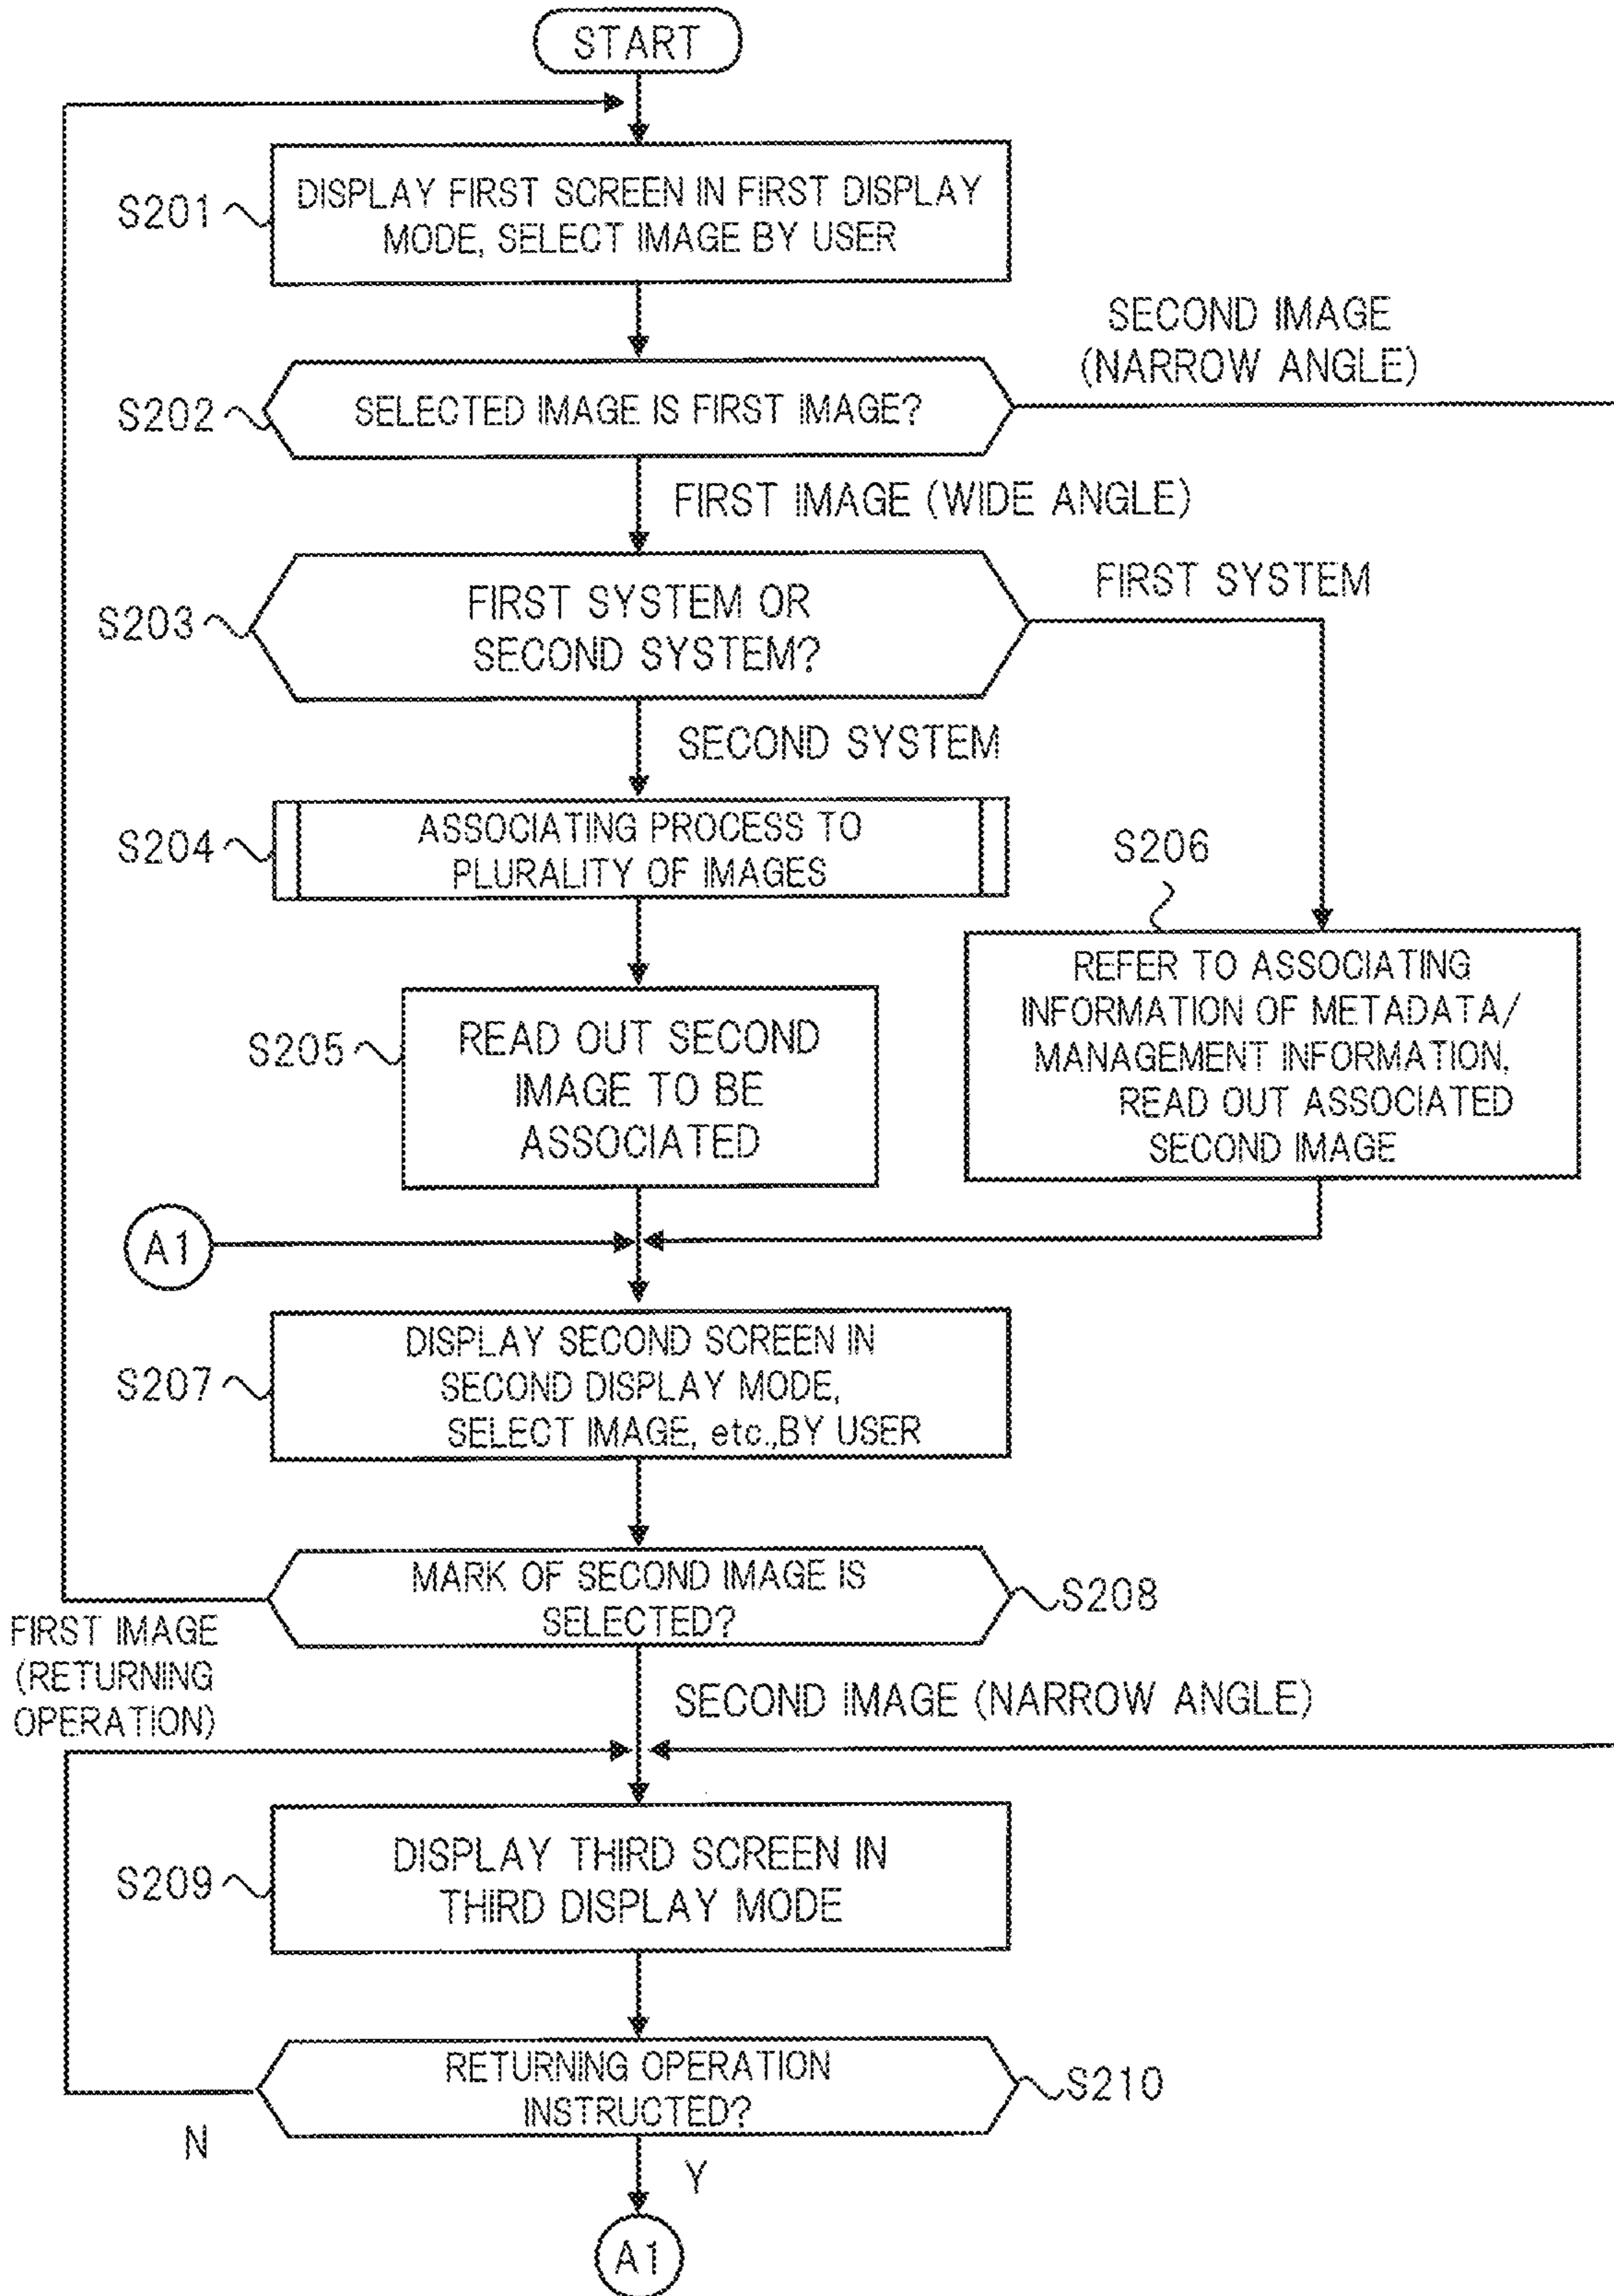 START
S201
DISPLAY FIRST SCREEN IN FIRST DISPLAY
MODE, SELECT IMAGE BY USER
SECOND IMAGE
(NARROW ANGLE)
S202
SELECTED IMAGE IS FIRST IMAGE?
FIRST IMAGE (WIDE ANGLE)
S203
FIRST SYSTEM OR
SECOND SYSTEM?
FIRST SYSTEM
SECOND SYSTEM
S204
ASSOCIATING PROCESS TO
PLURALITY OF IMAGES
S206
REFER TO ASSOCIATING
INFORMATION OF METADATA/
MANAGEMENT INFORMATION,
READ OUT ASSOCIATED
SECOND IMAGE
S205
READ OUT SECOND
IMAGE TO BE
ASSOCIATED
A1
S207
DISPLAY SECOND SCREEN IN
SECOND DISPLAY MODE,
SELECT IMAGE, etc.,BY USER
MARK OF SECOND IMAGE IS
SELECTED?
S208
FIRST IMAGE
(RETURNING
OPERATION)
SECOND IMAGE (NARROW ANGLE)
S209
DISPLAY THIRD SCREEN IN
THIRD DISPLAY MODE
RETURNING OPERATION
INSTRUCTED?
S210
N
Y
A1